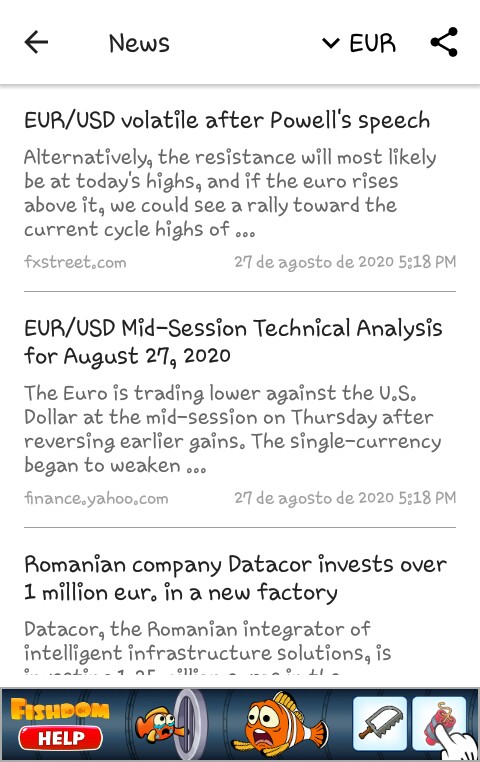 News
EUR
EUR/USD volatile after Powell's speech
Alternatively, the resistance will most likely
be at today's highs, and if the euro rises
above it, we could see a rally toward the
current cycle highs of ...
fxstreet.com 27 de agosto de 2020 5:18 PM
EUR/USD Mid-Session Technical Analysis
for August 27, 2020
The Euro is trading lower against the U.S.
Dollar at the mid-session on Thursday after
reversing earlier gains. The single-currency
began to weaken ...
finance.yahoo.com 27 de agosto de 2020 5:18 PM
Romanian company Datacor invests over
1 million eur. in a new factory
Datacor, the Romanian integrator of
intelligent infrastructure solutions, is
FISHDOM
HELP